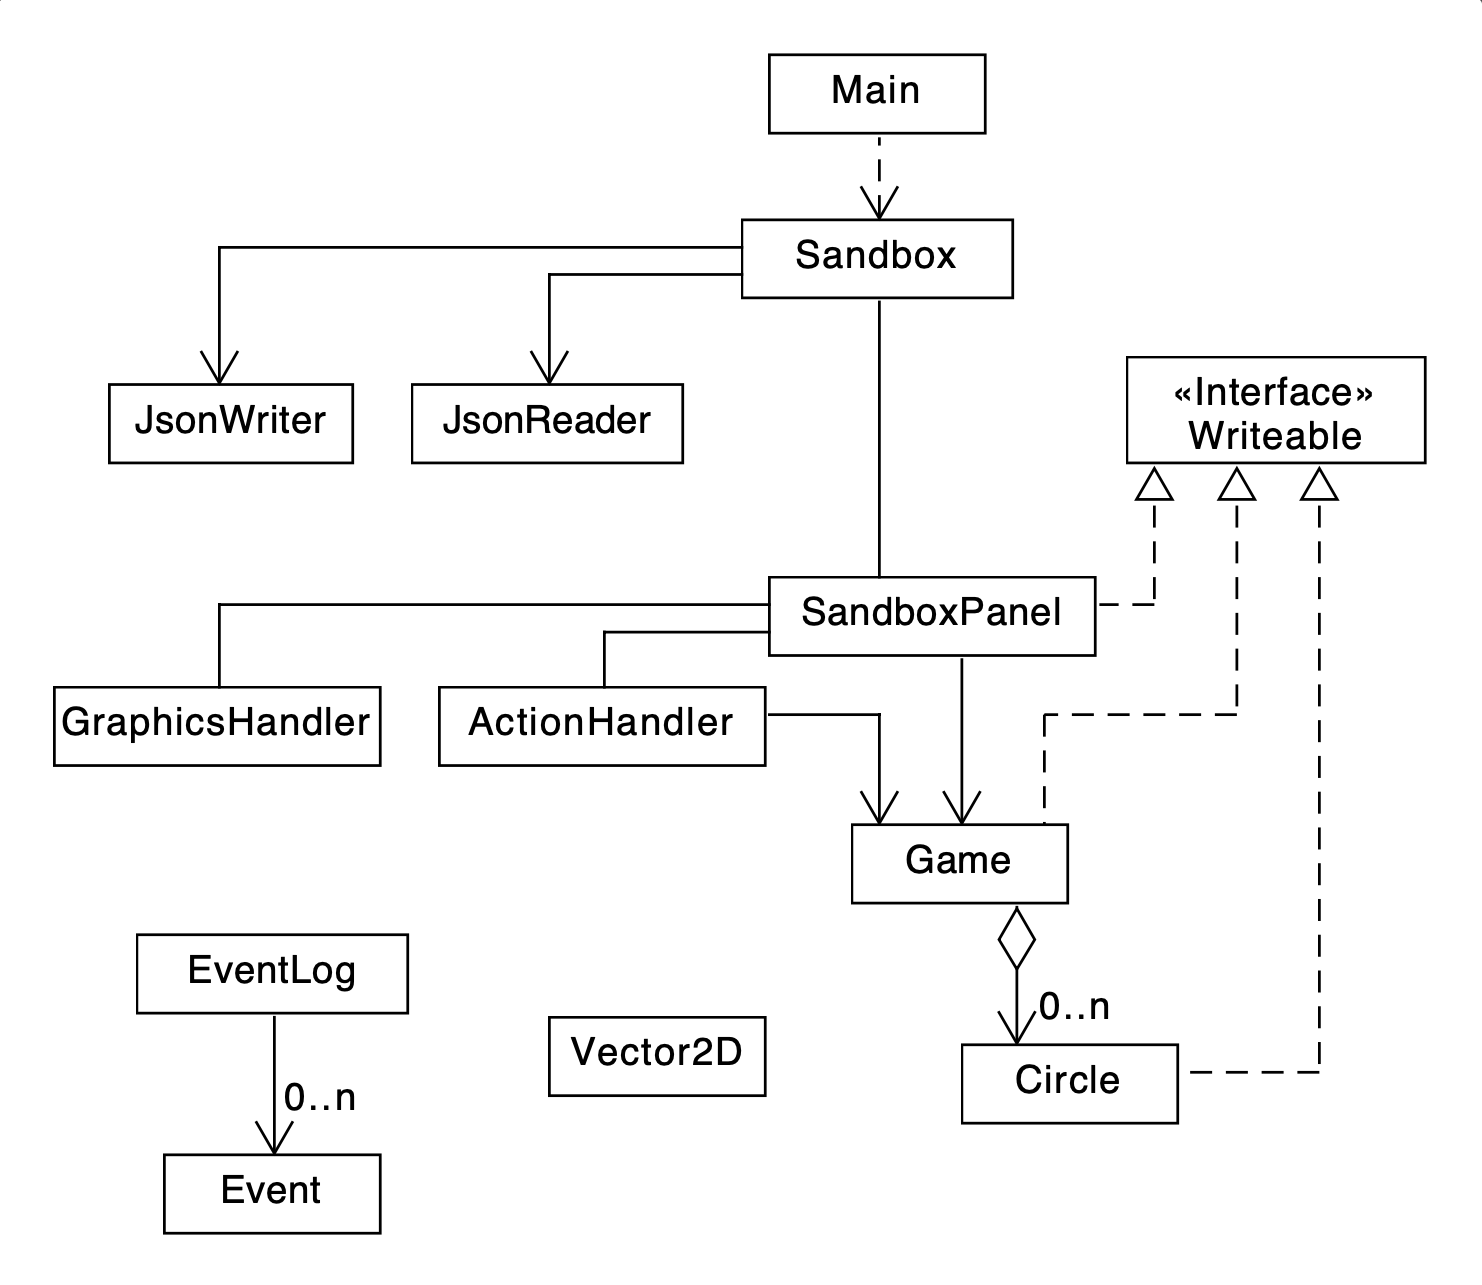 Main
Sandbox
JsonWriter
JsonReader
«Interface»
Writeable
SandboxPanel
GraphicsHandler
ActionHandler
Game
EventLog
0..n
Vector2D
Circle
0..n
Event